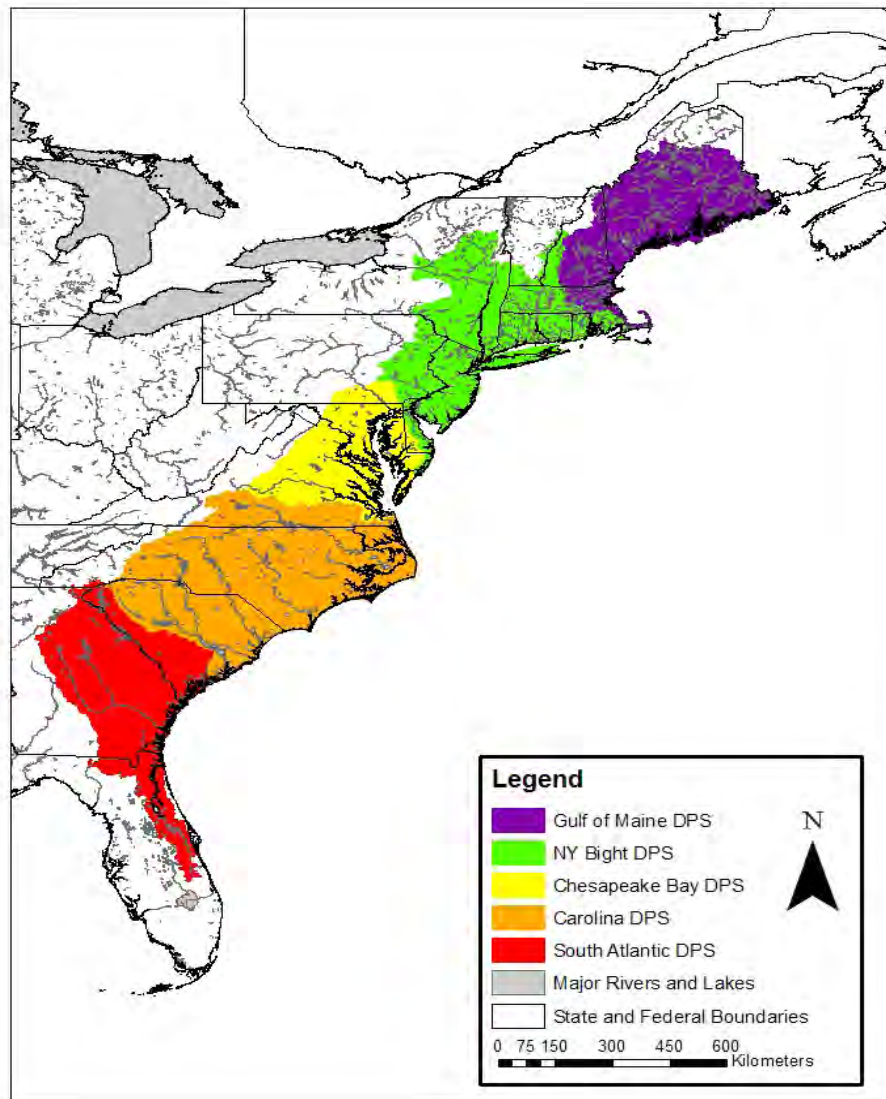 Legend
Gulf of Maine DPS
NY Bight DPS
Chesapeake Bay DPS
Carolina DPS
South Atlantic DPS
Major Rivers and Lakes
State and Federal Boundaries
N
0 75 150 300 450 600
Kilometers